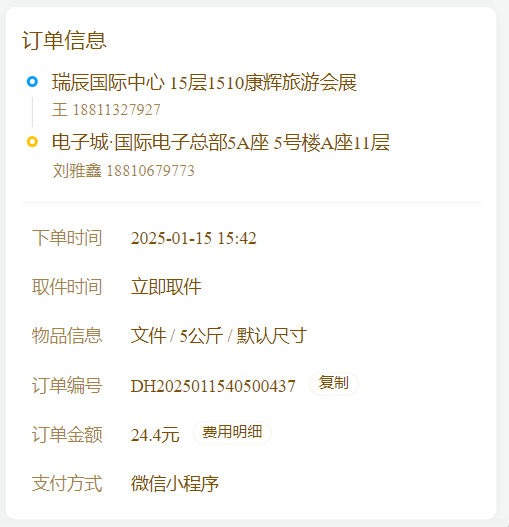 订单信息
瑞辰国际中心 15层1510康辉旅游会展
王 18811327927
电子城·国际电子总部5A座 5号楼A座11层
刘雅鑫 18810679773
下单时间 2025-01-15 15:42
取件时间 立即取件
物品信息 文件 / 5公斤 / 默认尺寸
订单编号 DH2025011540500437 复制
订单金额 24.4元 费用明细
支付方式 微信小程序